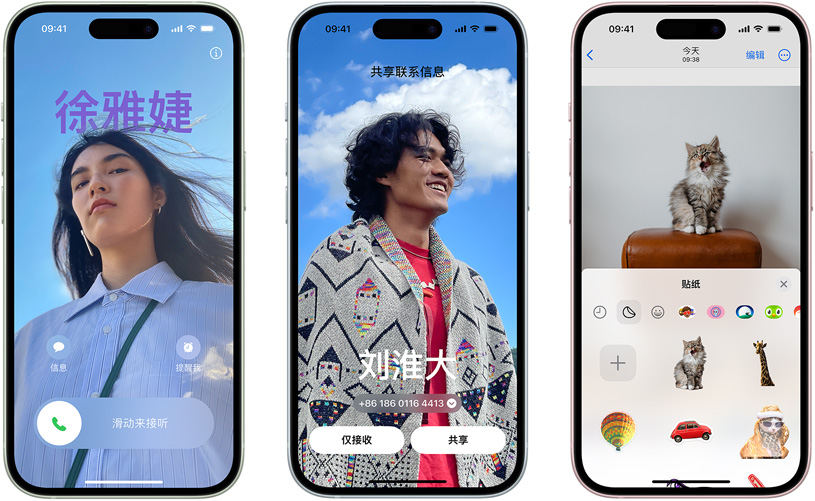 09:41
徐雅婕
信息
提醒我
滑动来接听
09:41
共享联系信息
刘淮大
+86 186 0116 4413
仅接收
共享
09:41
今天
09:38
编辑
贴纸